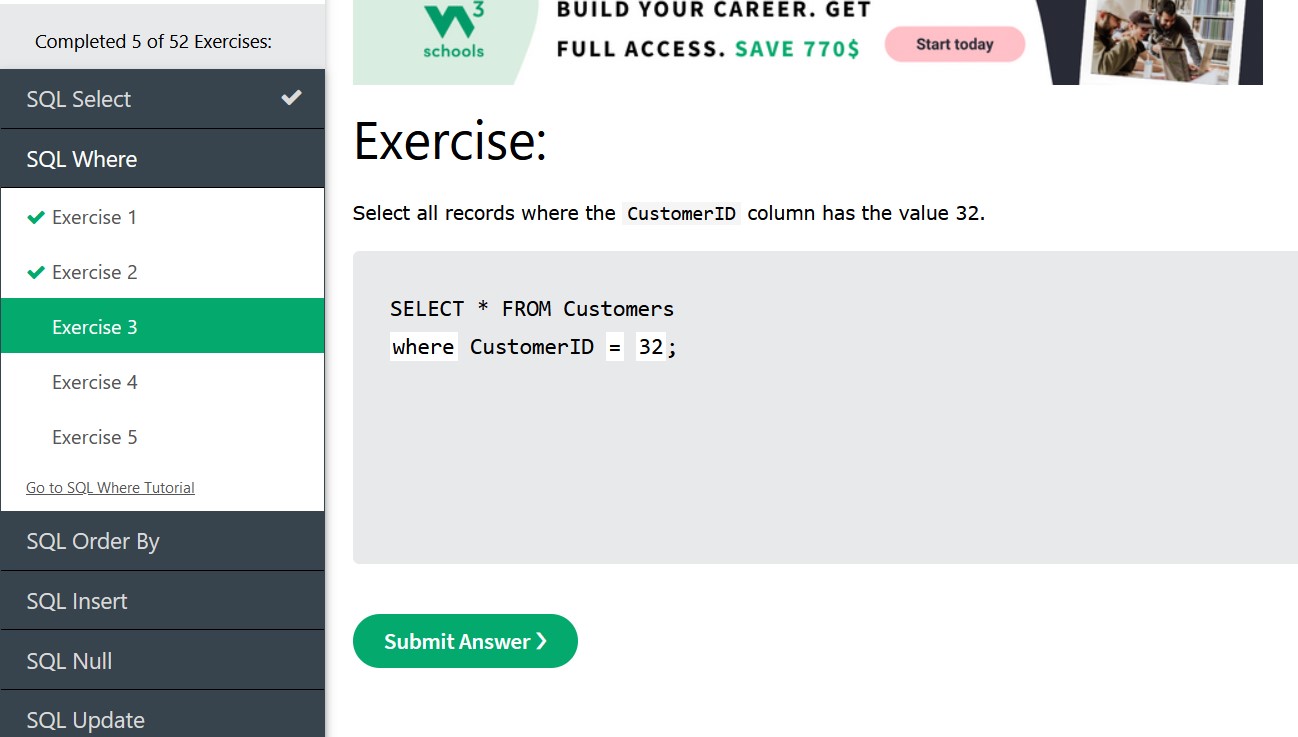 Completed 5 of 52 Exercises:
SQL Select
SQL Where
Exercise 1
Exercise 2
Exercise 3
Exercise 4
Exercise 5
Go to SQL Where Tutorial
SQL Order By
SQL Insert
SQL Null
SQL Update
W3
schools
BUILD YOUR CAREER. GET
FULL ACCESS. SAVE 770$
Start today
Exercise:
Select all records where the CustomerID column has the value 32.
SELECT * FROM Customers
where CustomerID = 32;
Submit Answer ❯